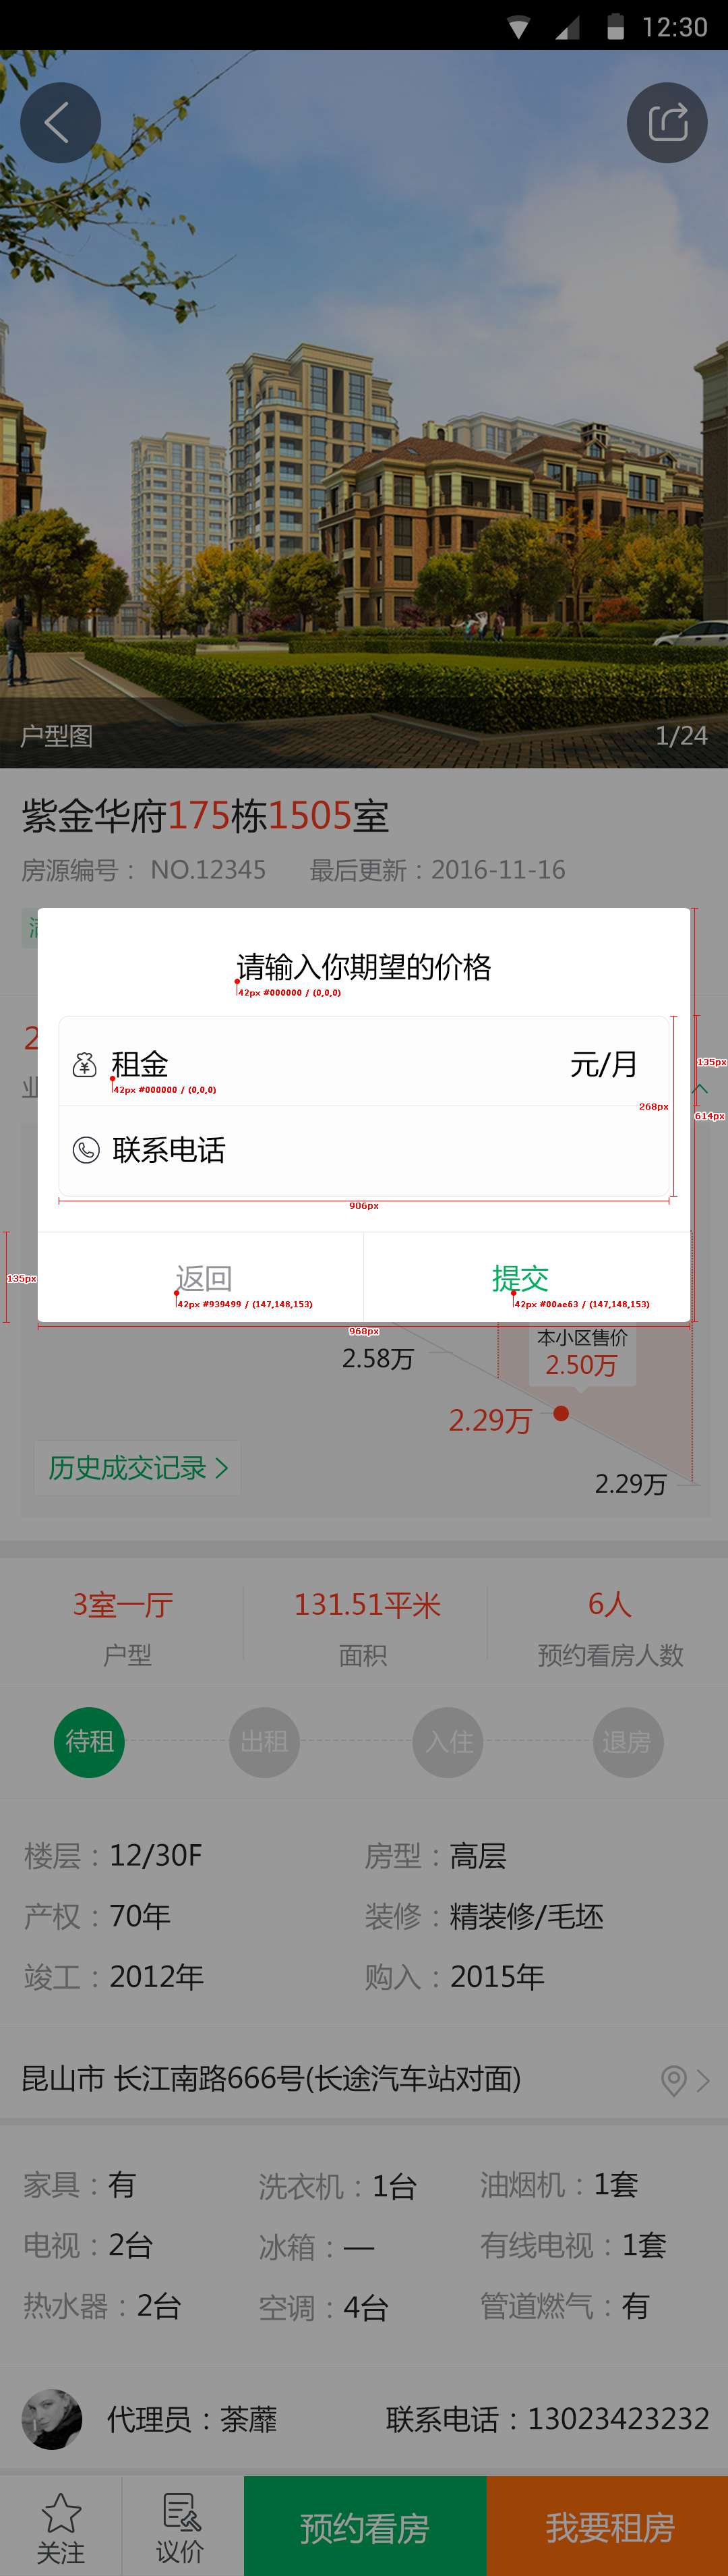 12:30
户型图 1/24
紫金华府175栋1505室
房源编号： NO.12345 最后更新：2016-11-16
请输入你期望的价格
42px #000000 / (0,0,0)
租金 元/月
135px
42px #000000 / (0,0,0)
268px
614px
联系电话
906px
返回 提交
135px
42px #939499 / (147,148,153) 42px #00ae63 / (147,148,153)
968px
本小区售价
2.58万 2.50万
2.29万
历史成交记录 >
2.29万
3室一厅 131.51平米 6人
户型 面积 预约看房人数
待租 出租 入住 退房
楼层：12/30F 房型：高层
产权：70年 装修：精装修/毛坯
竣工：2012年 购入：2015年
昆山市 长江南路666号(长途汽车站对面)
家具：有 洗衣机：1台 油烟机：1套
电视：2台 冰箱：— 有线电视：1套
热水器：2台 空调：4台 管道燃气：有
代理员：荼蘼 联系电话：13023423232
关注 议价 预约看房 我要租房